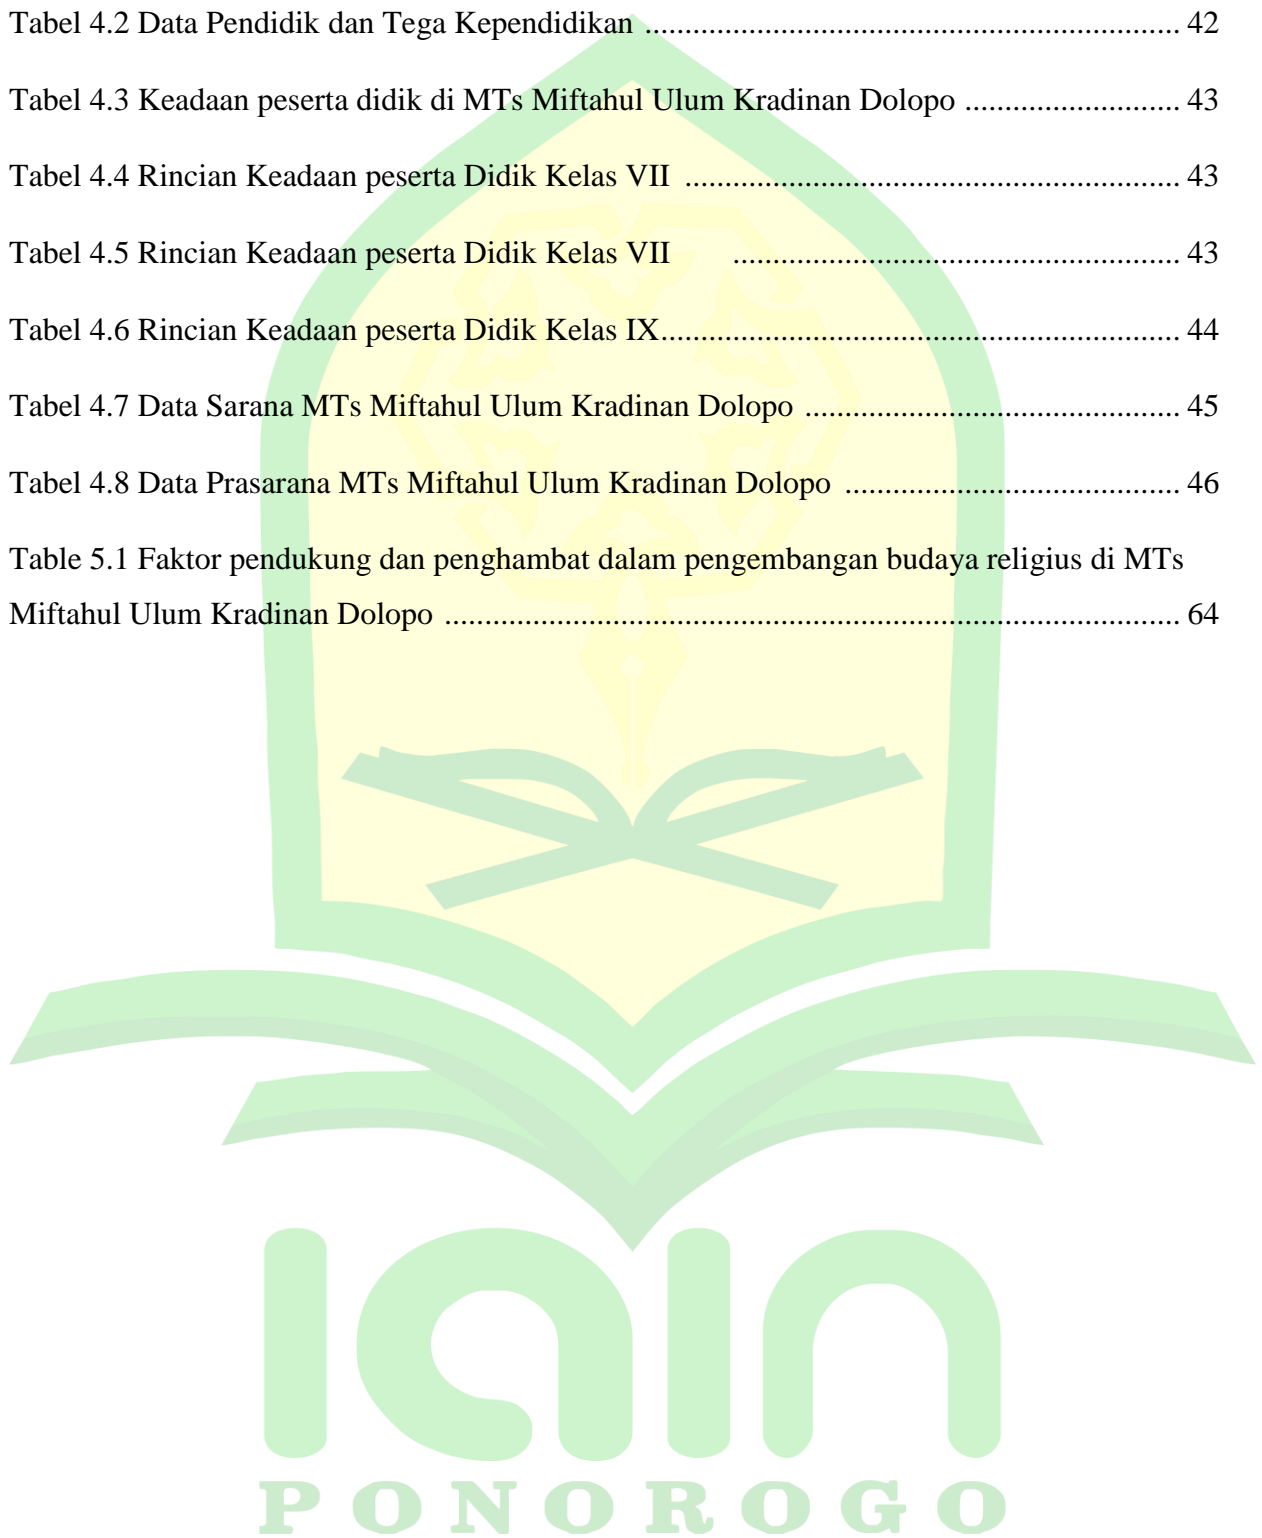 Tabel 4.2 Data Pendidik dan Tega Kependidikan ................................................................... 42
Tabel 4.3 Keadaan peserta didik di MTs Miftahul Ulum Kradinan Dolopo ........................... 43
Tabel 4.4 Rincian Keadaan peserta Didik Kelas VII .............................................................. 43
Tabel 4.5 Rincian Keadaan peserta Didik Kelas VII ........................................................ 43
Tabel 4.6 Rincian Keadaan peserta Didik Kelas IX................................................................. 44
Tabel 4.7 Data Sarana MTs Miftahul Ulum Kradinan Dolopo ............................................... 45
Tabel 4.8 Data Prasarana MTs Miftahul Ulum Kradinan Dolopo .......................................... 46
Table 5.1 Faktor pendukung dan penghambat dalam pengembangan budaya religius di MTs
Miftahul Ulum Kradinan Dolopo ............................................................................................ 64
iain
PONOROGO